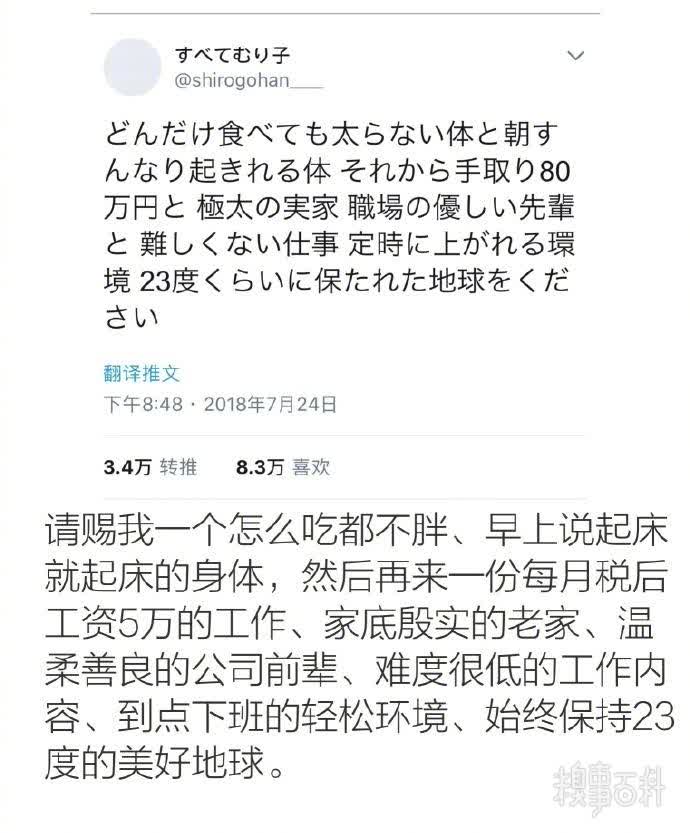 すべてむり子
@shirogohan___
どんだけ食べても太らない体と朝す
んなり起きれる体 それから手取り80
万円と 極太の実家 職場の優しい先輩
と 難しくない仕事 定時に上がれる環
境 23度くらいに保たれた地球をくだ
さい
翻译推文
下午8:48 · 2018年7月24日
3.4万 转推 8.3万 喜欢
请赐我一个怎么吃都不胖、早上说起床
就起床的身体，然后再来一份每月税后
工资5万的工作、家底殷实的老家、温
柔善良的公司前辈、难度很低的工作内
容、到点下班的轻松环境、始终保持23
度的美好地球。
糗事百科